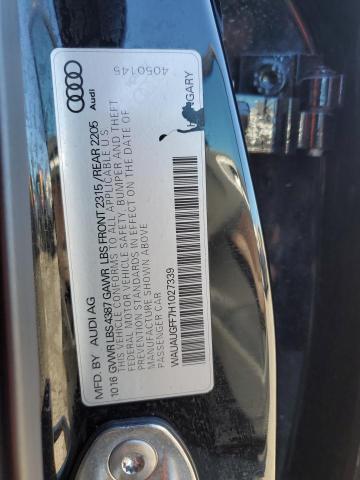 MFD. BY AUDI AG
10 16 GVWR LBS 4387 GAWR LBS FRONT 2315 / REAR 2205
THIS VEHICLE CONFORMS TO ALL APPLICABLE U.S.
FEDERAL MOTOR VEHICLE SAFETY, BUMPER AND THEFT
PREVENTION STANDARDS IN EFFECT ON THE DATE OF
MANUFACTURE SHOWN ABOVE
PASSENGER CAR
WAUAUGFF7H1027339
Audi
4050145